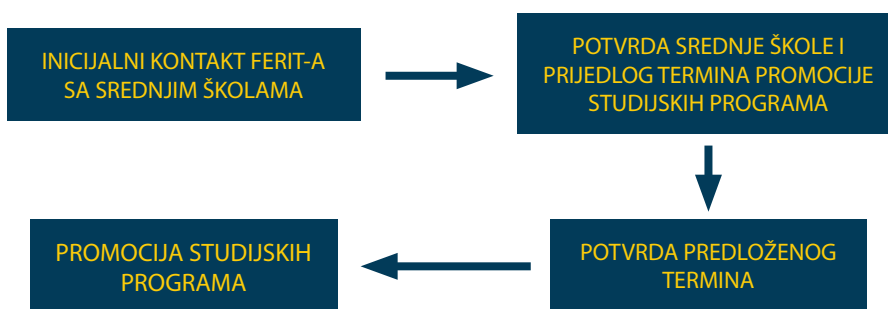 INICIJALNI KONTAKT FERIT-A
SA SREDNJIM ŠKOLAMA
POTVRDA SREDNJE ŠKOLE I
PRIJEDLOG TERMINA PROMOCIJE
STUDIJSKIH PROGRAMA
POTVRDA PREDLOŽENOG
TERMINA
PROMOCIJA STUDIJSKIH
PROGRAMA